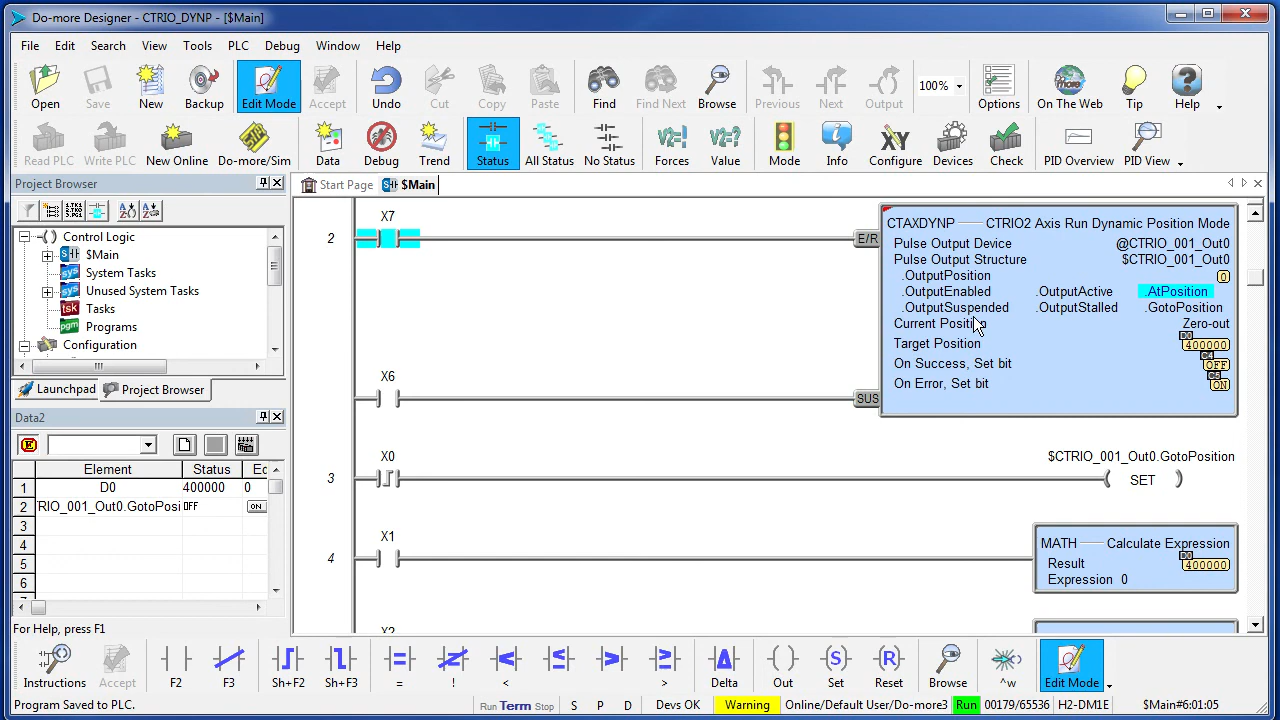 Do-more Designer - CTRIO_DYNP - [$Main]
File Edit Search View Tools PLC Debug Window Help
Open Save New Backup Edit Mode Accept Undo Cut Copy Paste Find Find Next Browse Previous Next Output 100% Options On The Web Tip Help
Read PLC Write PLC New Online Do-more/Sim Data Debug Trend Status All Status No Status Forces Value Mode Info Configure Devices Check PID Overview PID View
Project Browser
Start Page $Main
Control Logic
$Main
System Tasks
Unused System Tasks
Tasks
Programs
Configuration
Launchpad Project Browser
Data2
Element Status Ec
1 D0 400000 0
2 TRIO_001_Out0.GotoPosi OFF ON
3
4
5
6
For Help, press F1
2 X7 E/R
CTAXDYNP CTRIO2 Axis Run Dynamic Position Mode
Pulse Output Device @CTRIO_001_Out0
Pulse Output Structure $CTRIO_001_Out0
.OutputPosition 0
.OutputEnabled .OutputActive .AtPosition
.OutputSuspended .OutputStalled .GotoPosition
Current Position Zero-out
D0
Target Position 400000
C4
On Success, Set bit OFF
On Error, Set bit ON
X6 SUS
3 X0 $CTRIO_001_Out0.GotoPosition
SET
4 X1
MATH Calculate Expression
D0
Result 400000
Expression 0
X2
Instructions Accept F2 F3 Sh+F2 Sh+F3 = ! < ≤ > ≥ Delta Out Set Reset Browse ^w Edit Mode
Program Saved to PLC. Run Term Stop S P D Devs OK Warning Online/Default User/Do-more3 Run 00179/65536 H2-DM1E $Main#6:01:05